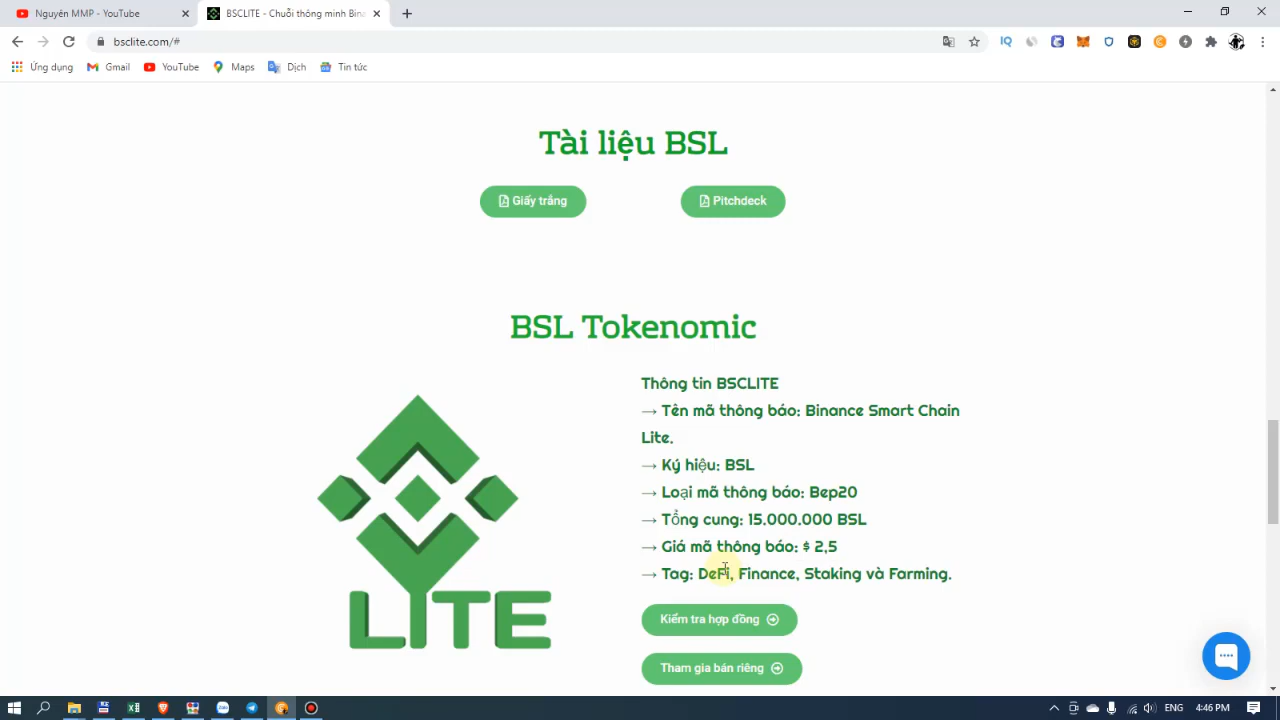 Nguyên MMP - YouTube
BSCLITE - Chuỗi thông minh Bina
bsclite.com/#
Ứng dụng
Gmail
YouTube
Maps
Dịch
Tin tức
Tài liệu BSL
Giấy trắng
Pitchdeck
BSL Tokenomic
Thông tin BSCLITE
→ Tên mã thông báo: Binance Smart Chain
Lite.
→ Ký hiệu: BSL
→ Loại mã thông báo: Bep20
→ Tổng cung: 15.000.000 BSL
→ Giá mã thông báo: $ 2,5
→ Tag: DeFi, Finance, Staking và Farming.
LITE
Kiểm tra hợp đồng
Tham gia bán riêng
ENG
4:46 PM